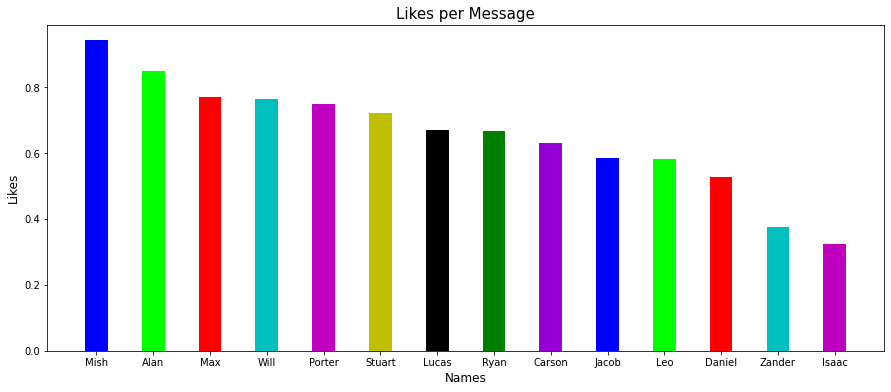 Likes per Message
Likes
0.8
0.6
0.4
0.2
0.0
Mish Alan Max Will Porter Stuart Lucas Ryan Carson Jacob Leo Daniel Zander Isaac
Names